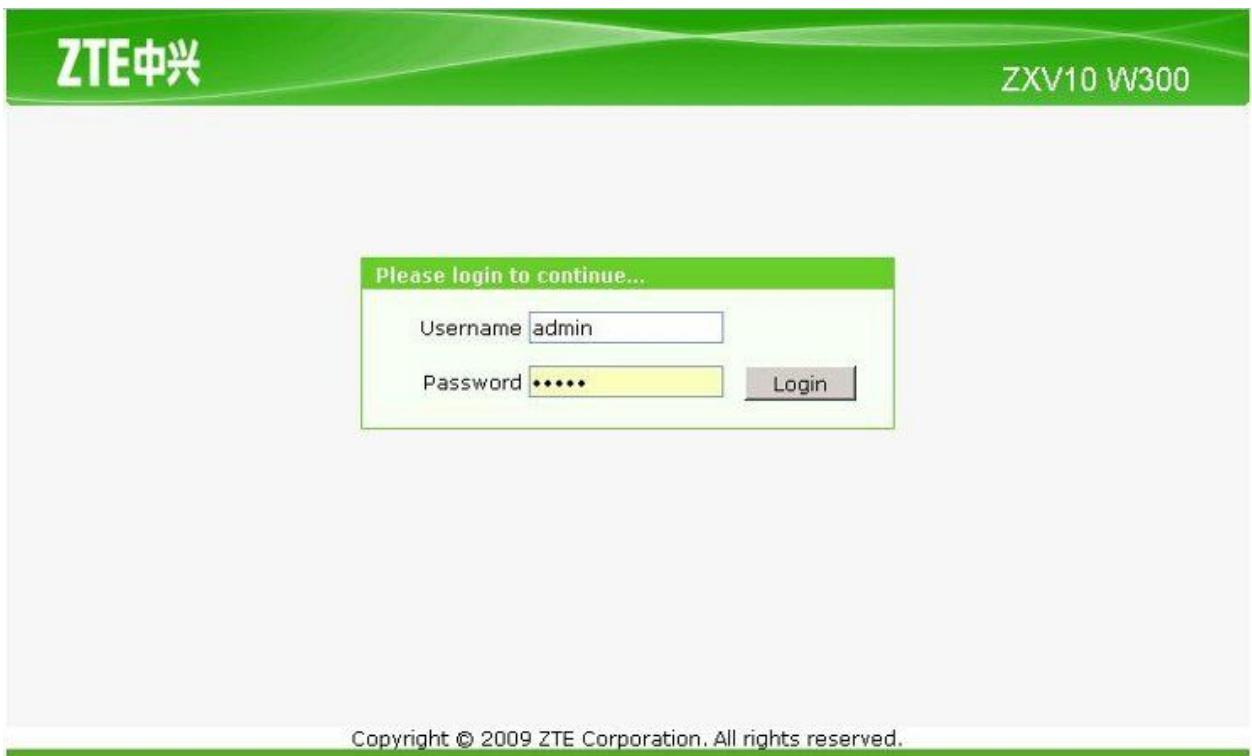 ZTE中兴
ZXV10 W300
Please login to continue...
Username admin
Password •••••
Login
Copyright © 2009 ZTE Corporation. All rights reserved.